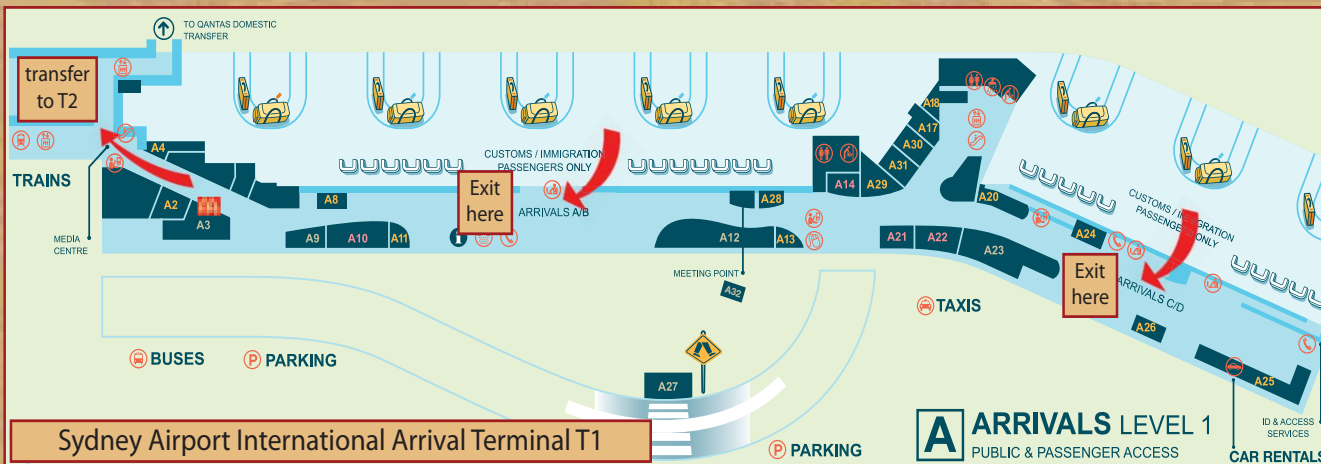 TO QANTAS DOMESTIC
TRANSFER
transfer
to T2
TRAINS
MEDIA
CENTRE
A4
A2
A3
A8
A9
A10
A11
CUSTOMS / IMMIGRATION
PASSENGERS ONLY
Exit
here
ARRIVALS A/B
i
A28
A12
A13
MEETING POINT
A32
A14
A29
A31
A30
A17
A18
A20
A21
A22
A23
A24
CUSTOMS / IMMIGRATION
PASSENGERS ONLY
Exit
here
ARRIVALS C/D
A26
A25
TAXIS
BUSES
P PARKING
A27
P PARKING
Sydney Airport International Arrival Terminal T1
A ARRIVALS LEVEL 1
PUBLIC & PASSENGER ACCESS
ID & ACCESS
SERVICES
CAR RENTALS